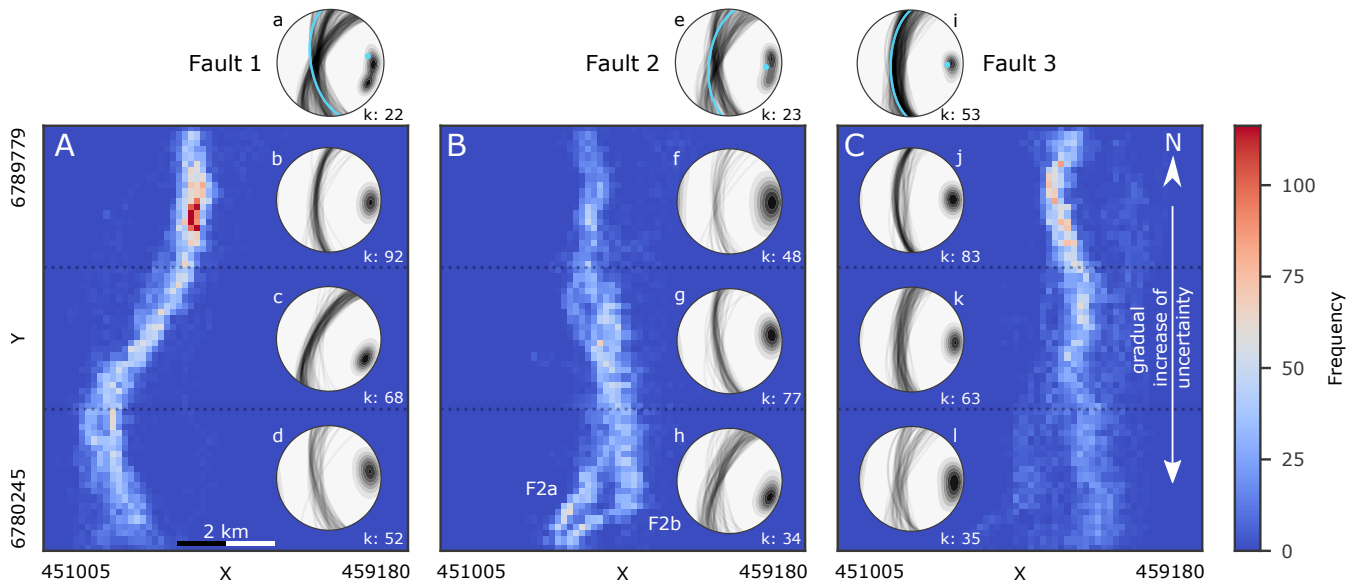 a
e
i
Fault 1
Fault 2
Fault 3
k: 22
k: 23
k: 53
A
B
C
N
b
f
j
k: 92
k: 48
k: 83
c
g
k
k: 68
k: 77
k: 63
d
h
l
k: 52
k: 34
k: 35
F2a
F2b
2 km
gradual
increase of
uncertainty
6789779
Y
6780245
451005 X 459180
451005 X 459180
451005 X 459180
100
75
50
25
0
Frequency